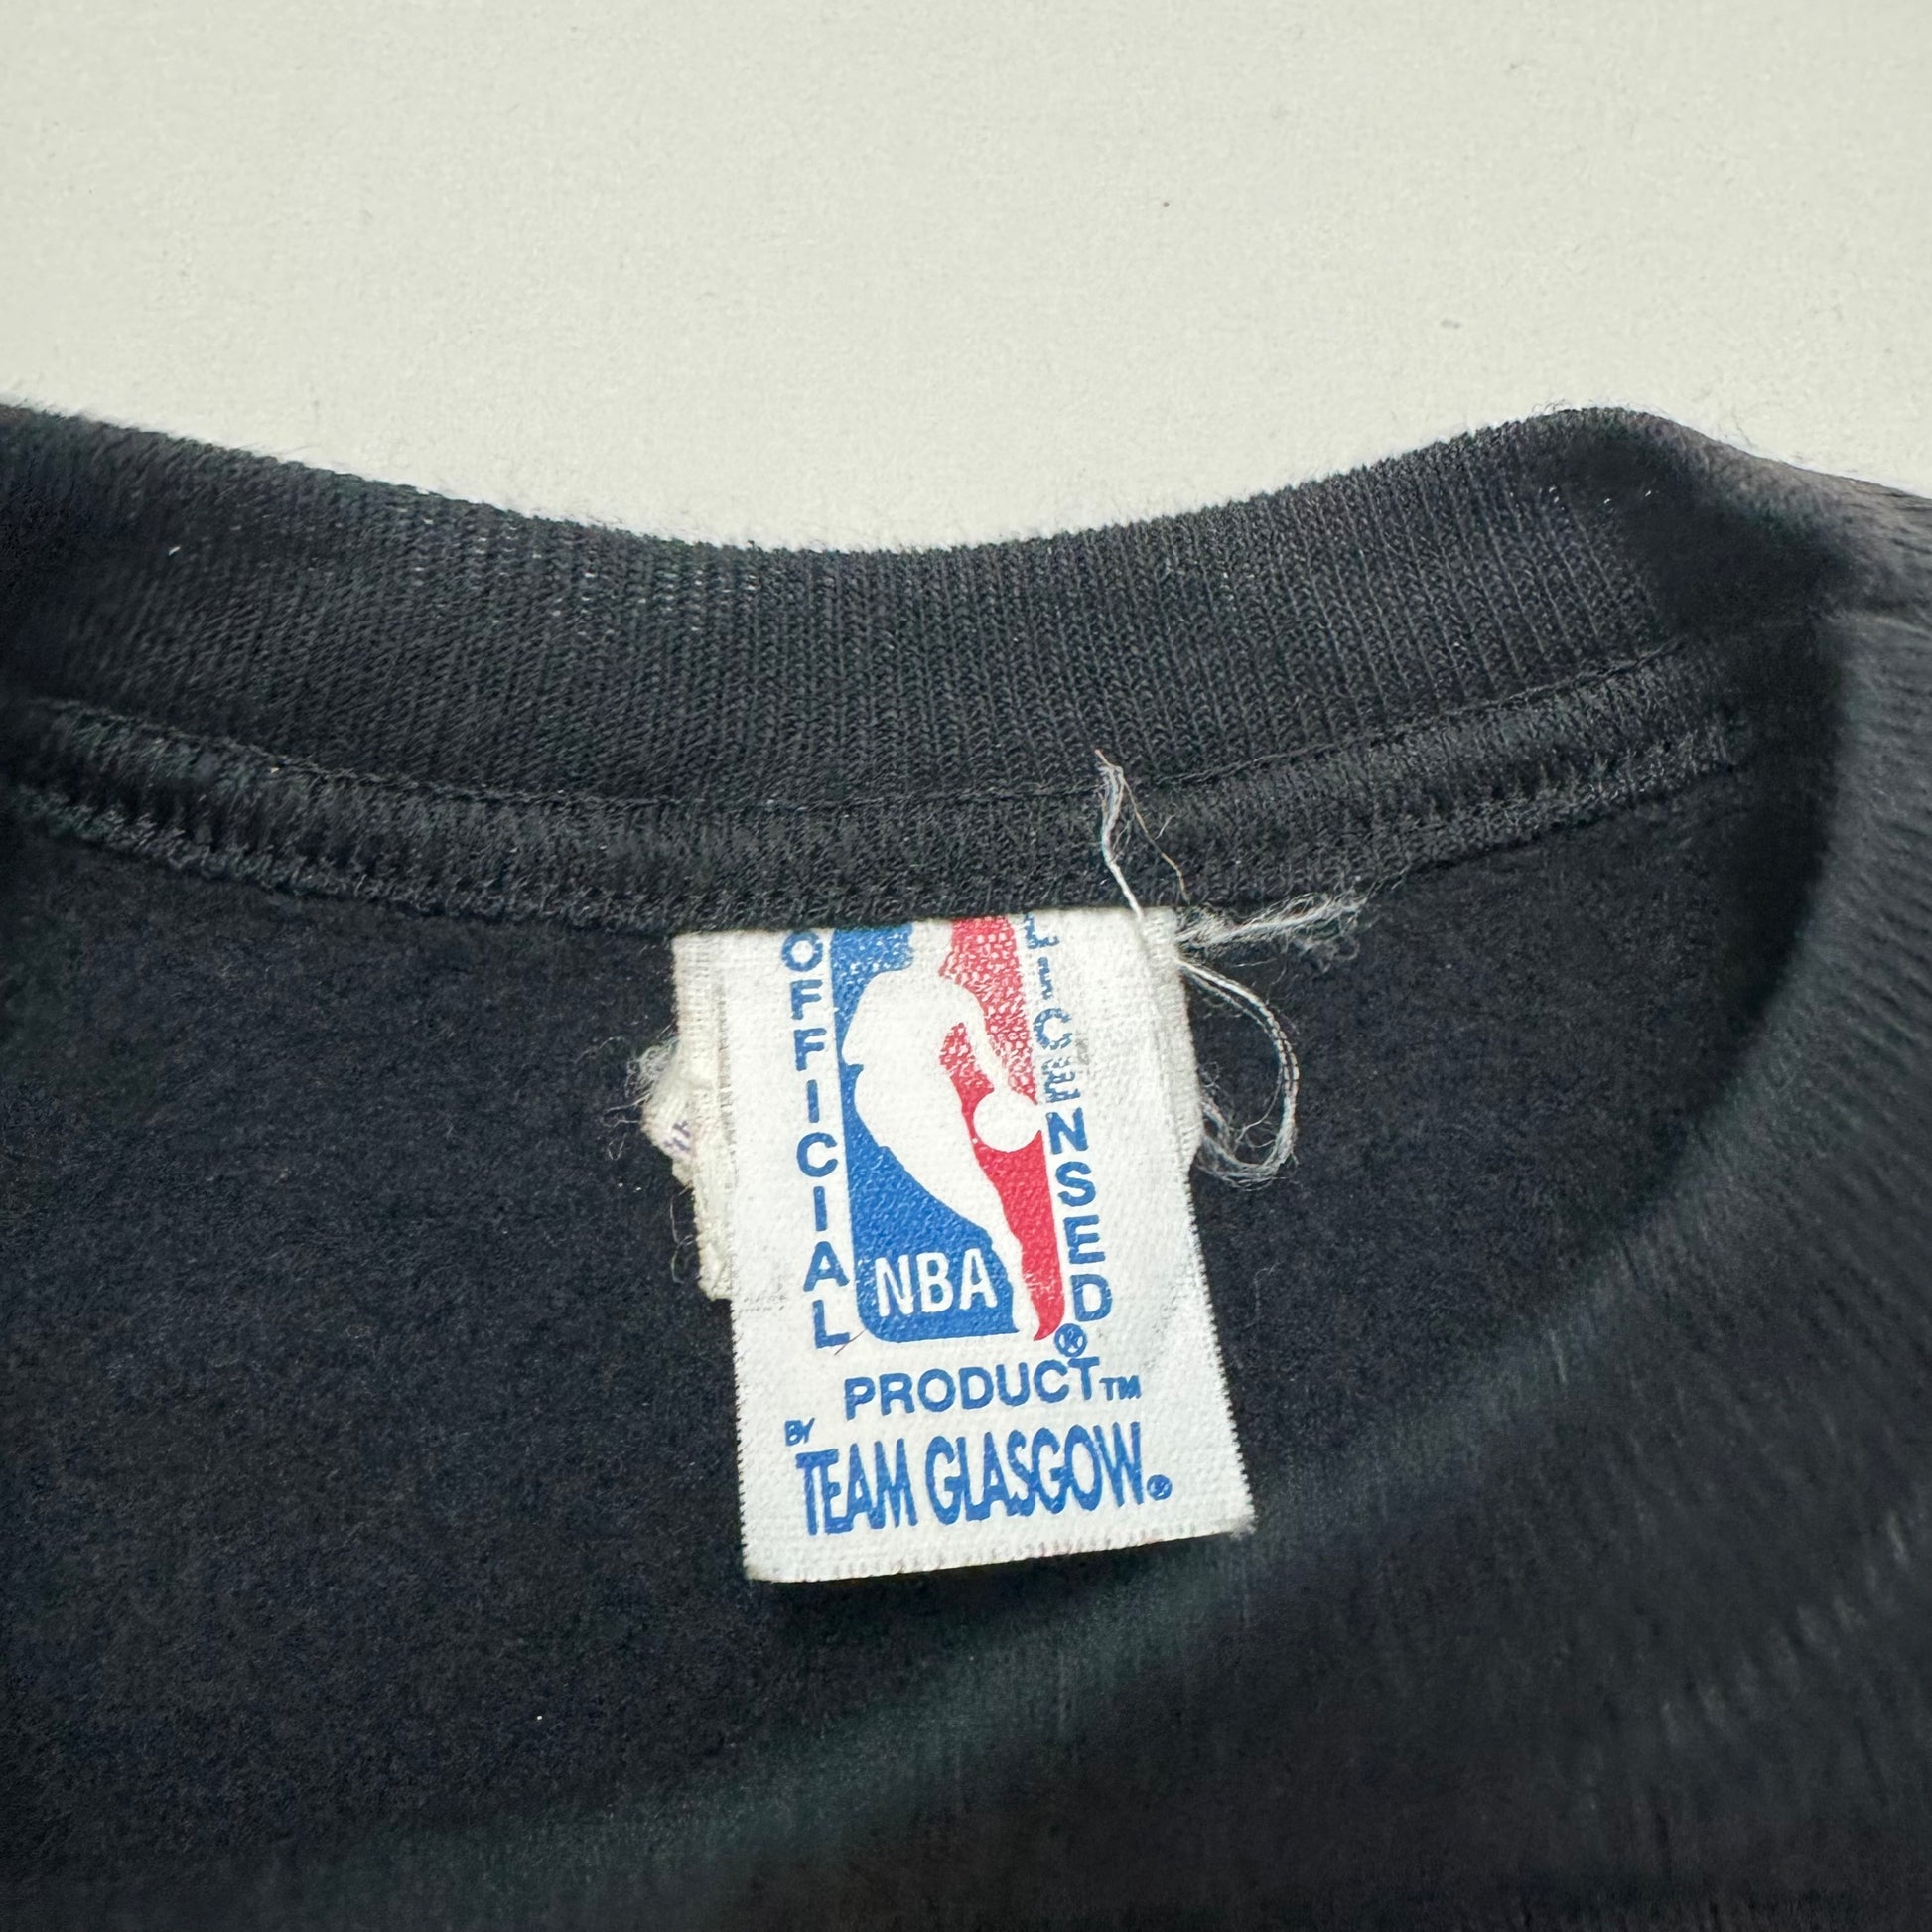 OFFICIAL
LICENSED
NBA
®
PRODUCT™
BY
TEAM GLASGOW®